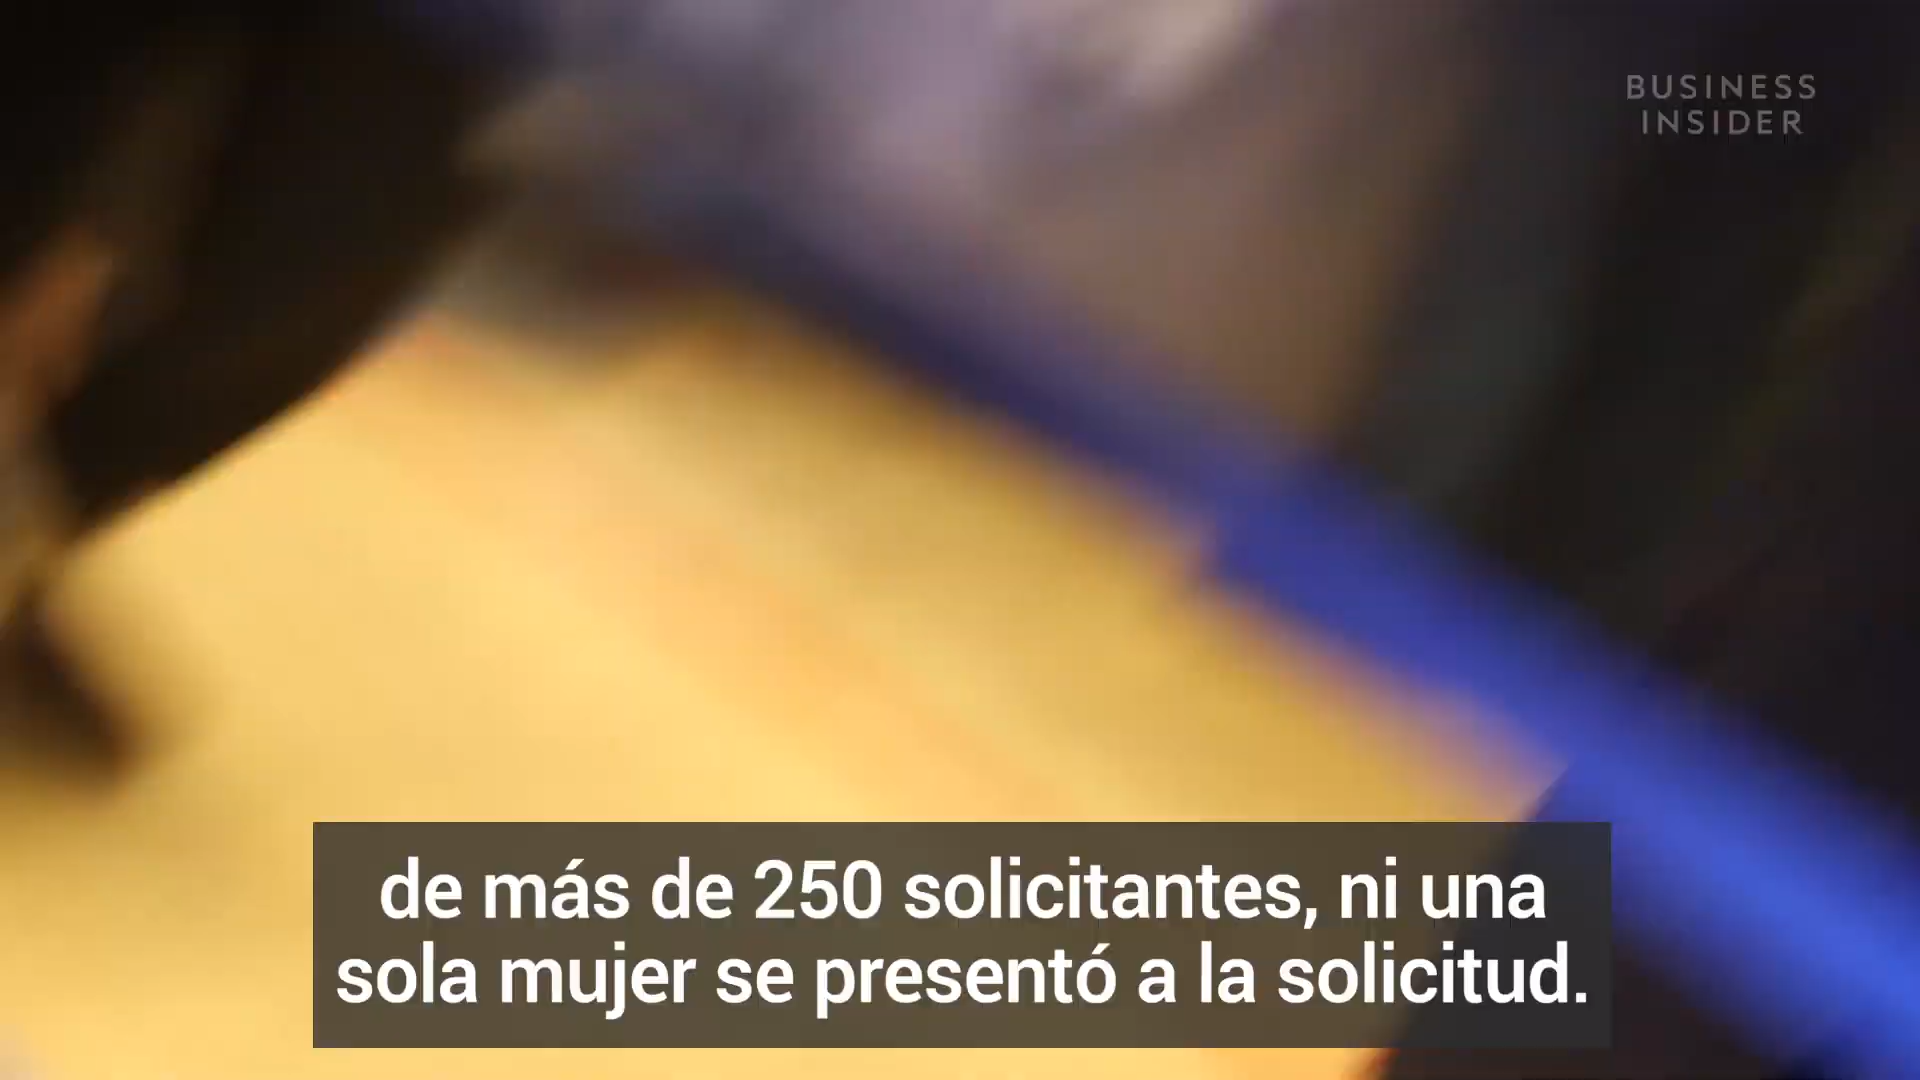 BUSINESS
INSIDER
de más de 250 solicitantes, ni una
sola mujer se presentó a la solicitud.